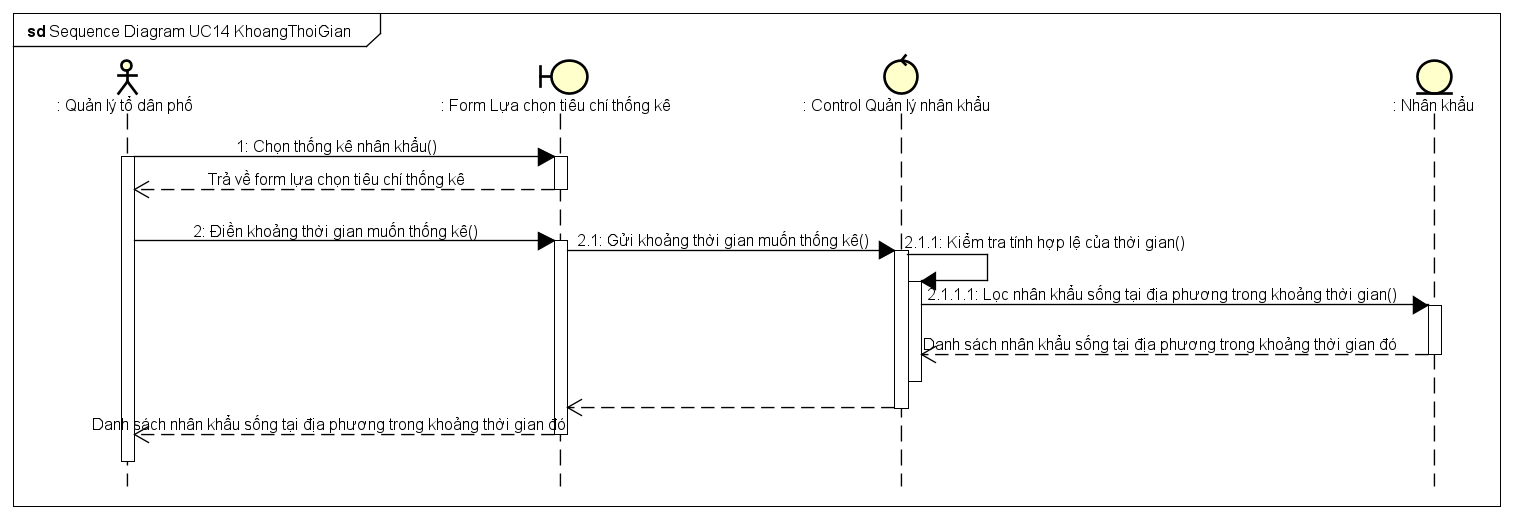 sd Sequence Diagram UC14 KhoangThoiGian
: Quản lý tổ dân phố
: Form Lựa chọn tiêu chí thống kê
: Control Quản lý nhân khẩu
: Nhân khẩu
1: Chọn thống kê nhân khẩu()
Trả về form lựa chọn tiêu chí thống kê
2: Điền khoảng thời gian muốn thống kê()
2.1: Gửi khoảng thời gian muốn thống kê()
2.1.1: Kiểm tra tính hợp lệ của thời gian()
2.1.1.1: Lọc nhân khẩu sống tại địa phương trong khoảng thời gian()
Danh sách nhân khẩu sống tại địa phương trong khoảng thời gian đó
Danh sách nhân khẩu sống tại địa phương trong khoảng thời gian đó